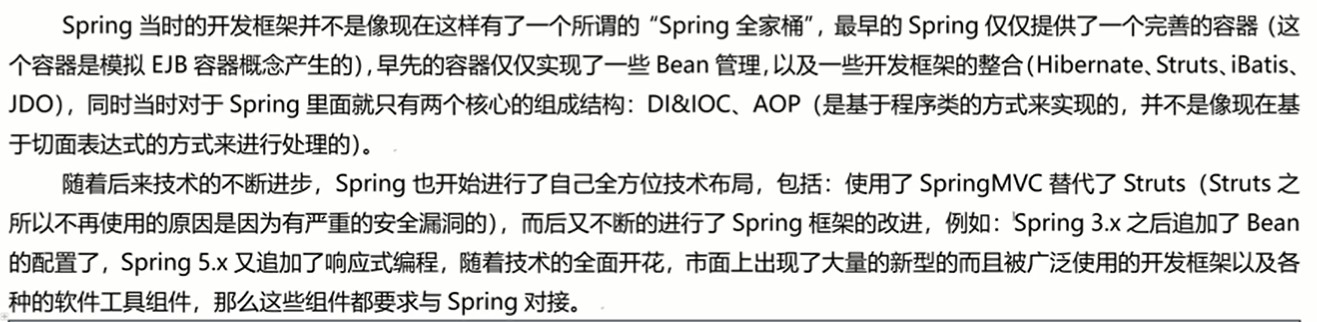 Spring 当时的开发框架并不是像现在这样有了一个所谓的“Spring 全家桶”，最早的 Spring 仅仅提供了一个完善的容器（这
个容器是模拟 EJB 容器概念产生的），早先的容器仅仅实现了一些 Bean 管理，以及一些开发框架的整合（Hibernate、Struts、iBatis、
JDO），同时当时对于 Spring 里面就只有两个核心的组成结构：DI&IOC、AOP（是基于程序类的方式来实现的，并不是像现在基
于切面表达式的方式来进行处理的）。
随着后来技术的不断进步，Spring 也开始进行了自己全方位技术布局，包括：使用了 SpringMVC 替代了 Struts（Struts 之
所以不再使用的原因是因为有严重的安全漏洞的），而后又不断的进行了 Spring 框架的改进，例如：Spring 3.x 之后追加了 Bean
的配置了，Spring 5.x 又追加了响应式编程，随着技术的全面开花，市面上出现了大量的新型的而且被广泛使用的开发框架以及各
种的软件工具组件，那么这些组件都要求与 Spring 对接。